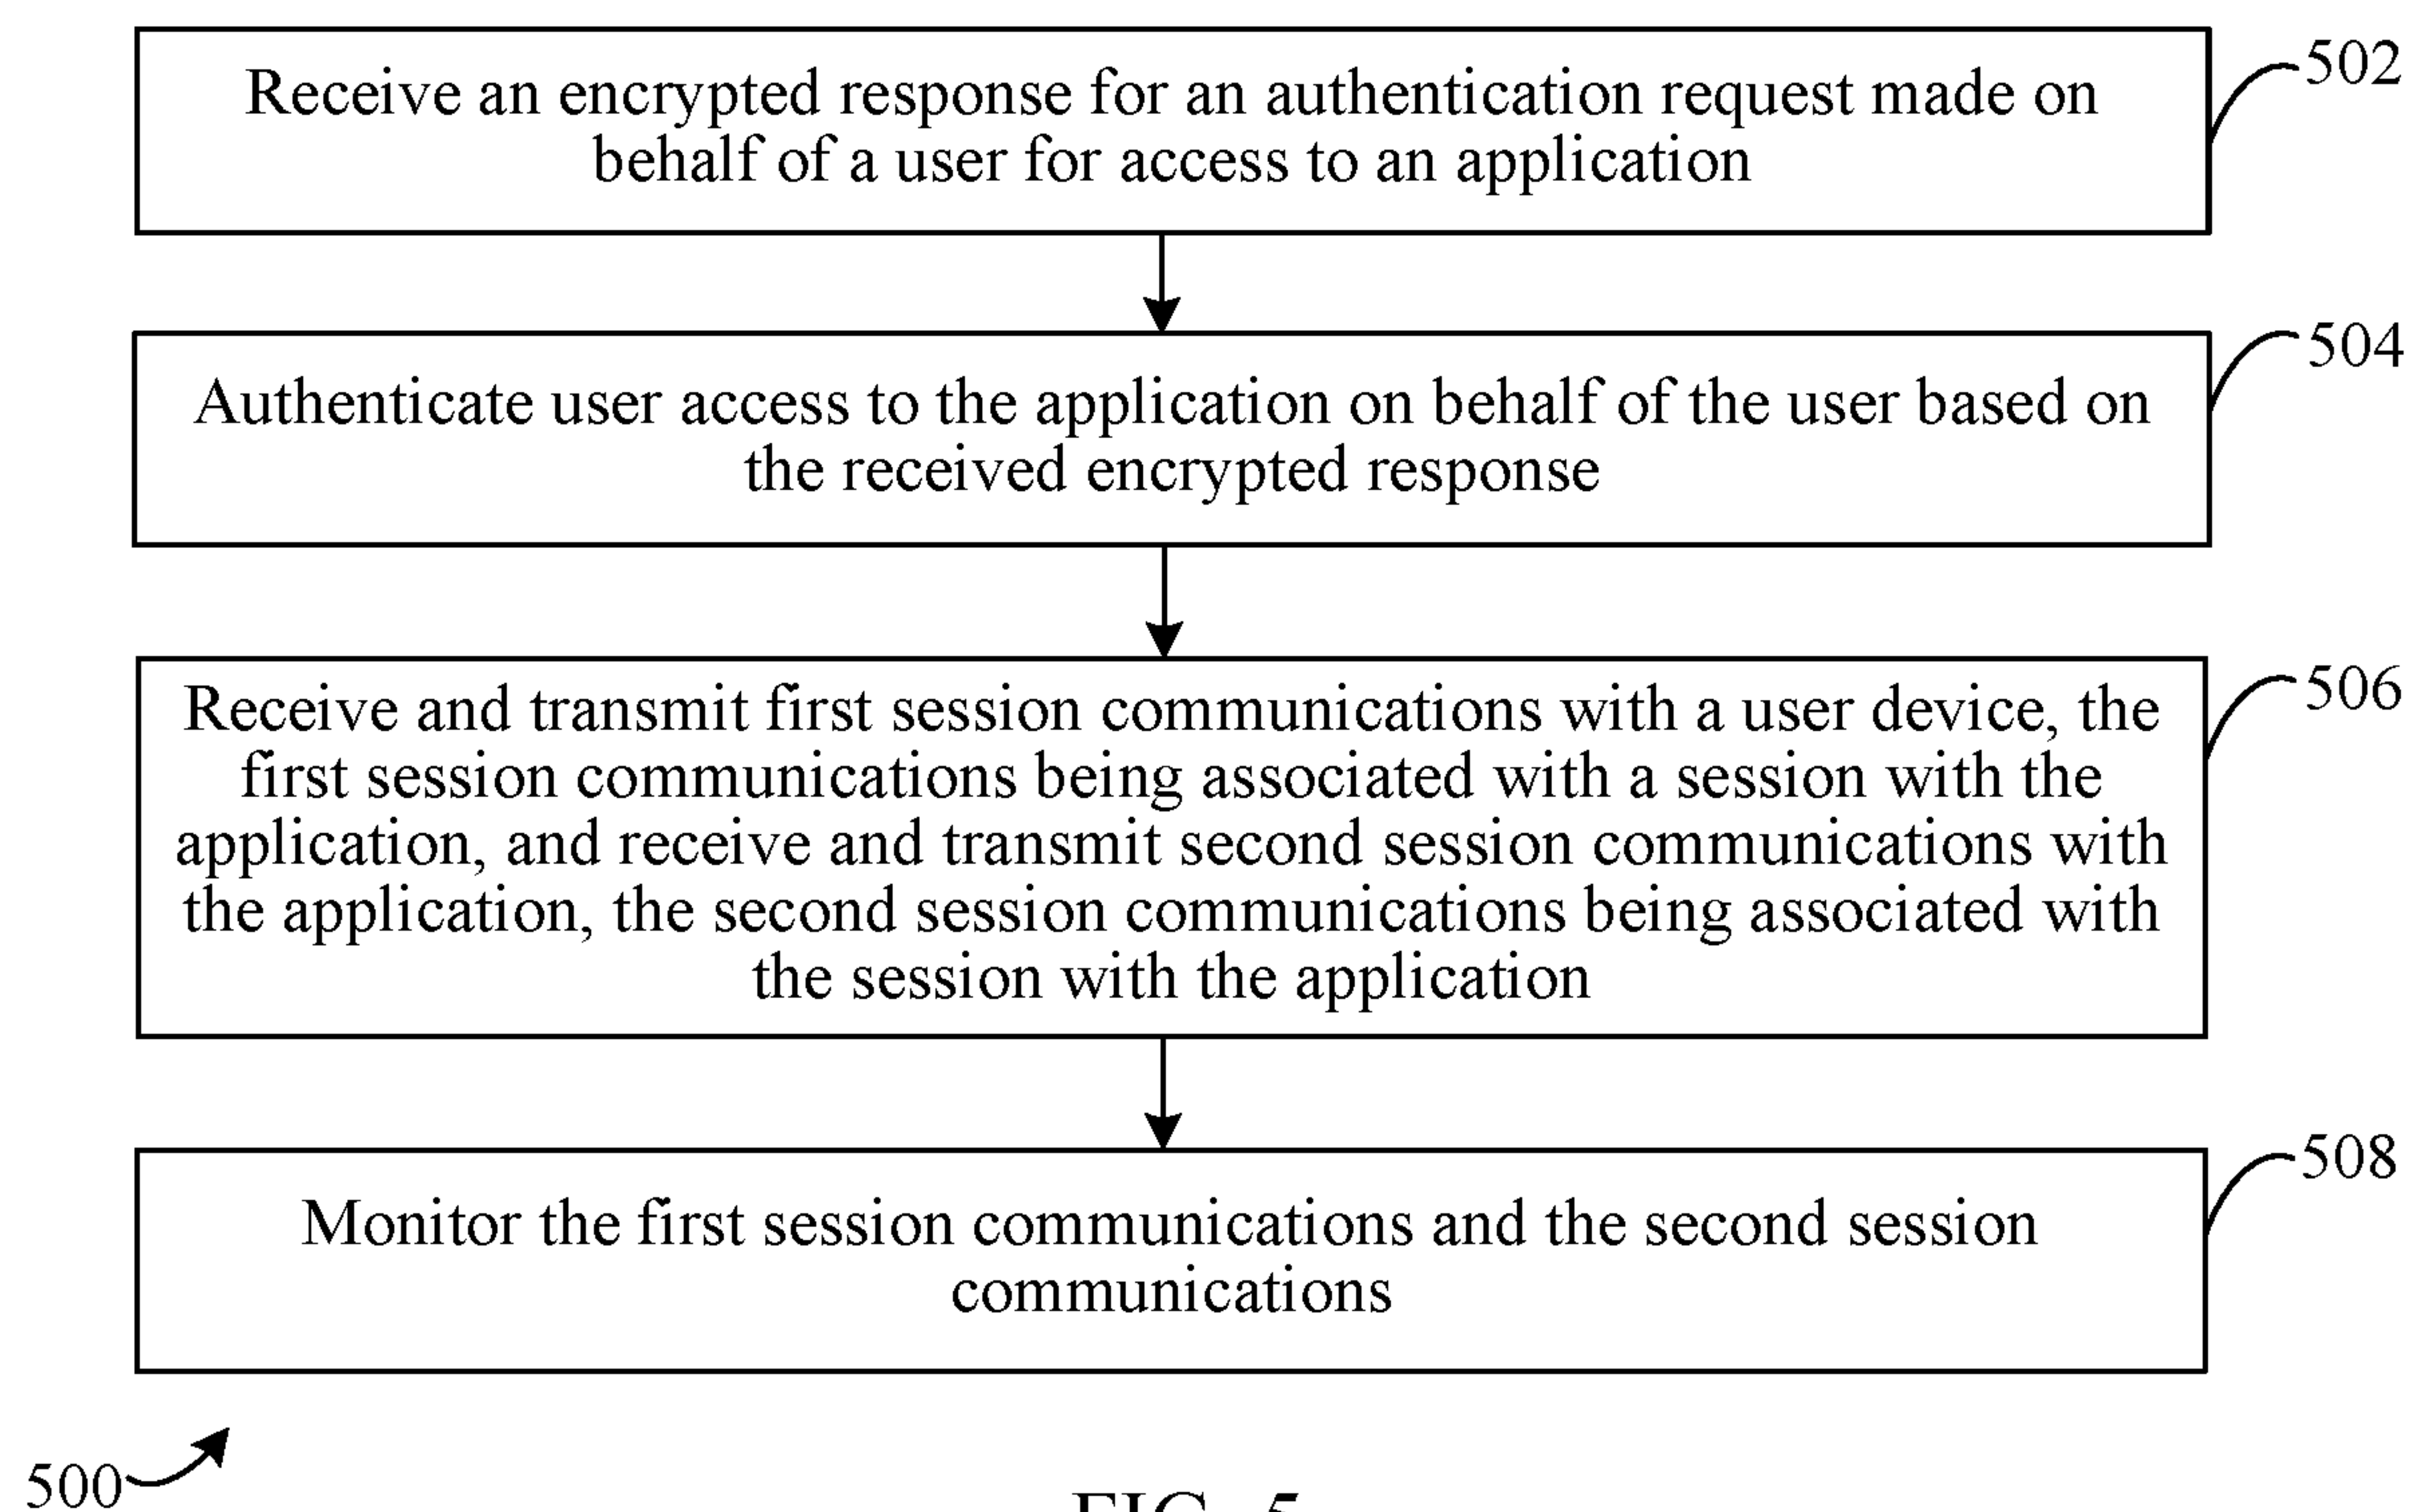 Receive an encrypted response for an authentication request made on
behalf of a user for access to an application
502
Authenticate user access to the application on behalf of the user based on
the received encrypted response
504
Receive and transmit first session communications with a user device, the
first session communications being associated with a session with the
application, and receive and transmit second session communications with
the application, the second session communications being associated with
the session with the application
506
Monitor the first session communications and the second session
communications
508
500
FIG. 5